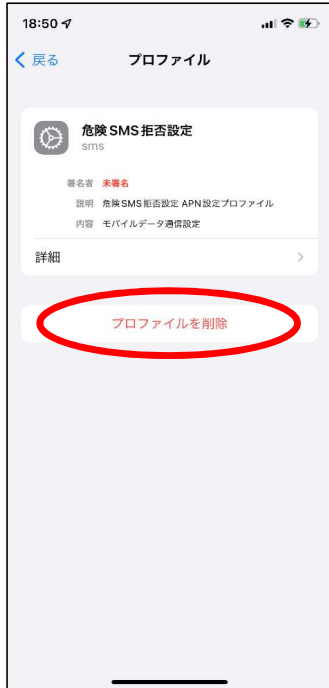 18:50
戻る プロファイル
危険SMS拒否設定
sms
署名者 未署名
説明 危険SMS拒否設定 APN設定プロファイル
内容 モバイルデータ通信設定
詳細
プロファイルを削除